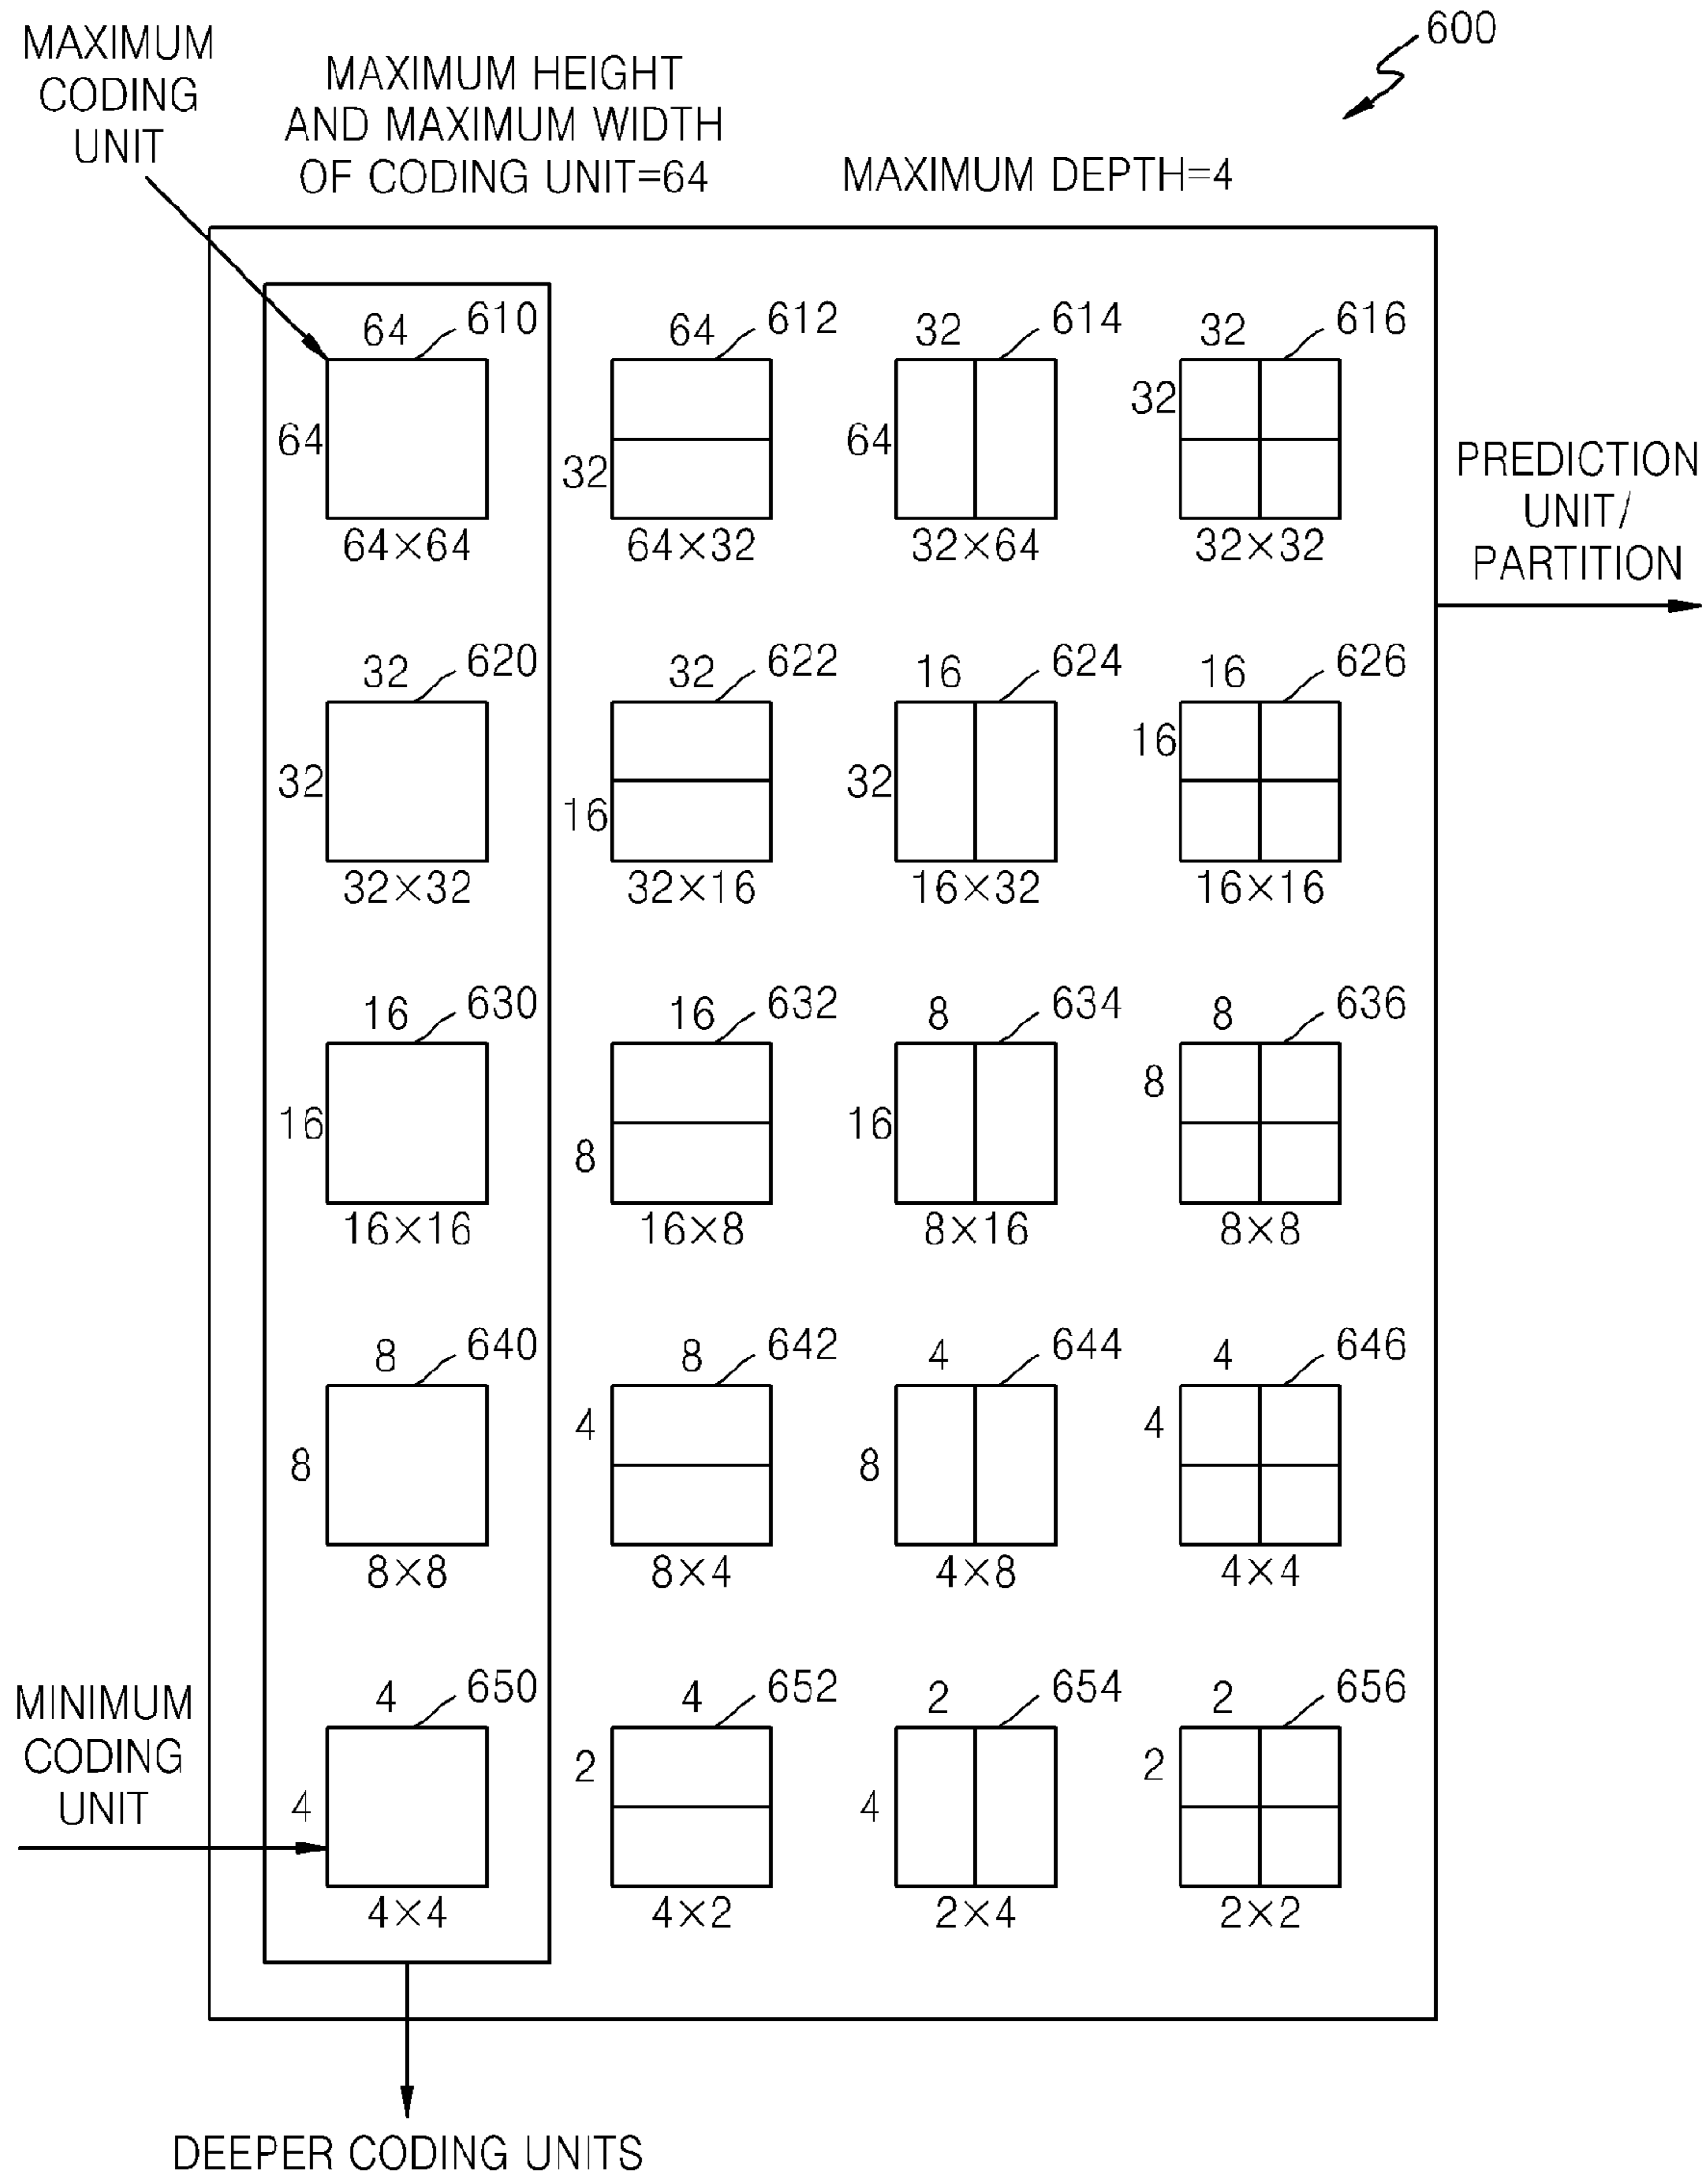 600
MAXIMUM
CODING
UNIT
MAXIMUM HEIGHT
AND MAXIMUM WIDTH
OF CODING UNIT=64
MAXIMUM DEPTH=4
64 610 64 612 32 614 32 616
64 32 64 32
64×64 64×32 32×64 32×32
PREDICTION
UNIT/
PARTITION
32 620 32 622 16 624 16 626
32 16 32 16
32×32 32×16 16×32 16×16
16 630 16 632 8 634 8 636
16 8 16 8
16×16 16×8 8×16 8×8
8 640 8 642 4 644 4 646
8 4 8 4
8×8 8×4 4×8 4×4
MINIMUM
CODING
UNIT
4 650 4 652 2 654 2 656
4 2 4 2
4×4 4×2 2×4 2×2
DEEPER CODING UNITS